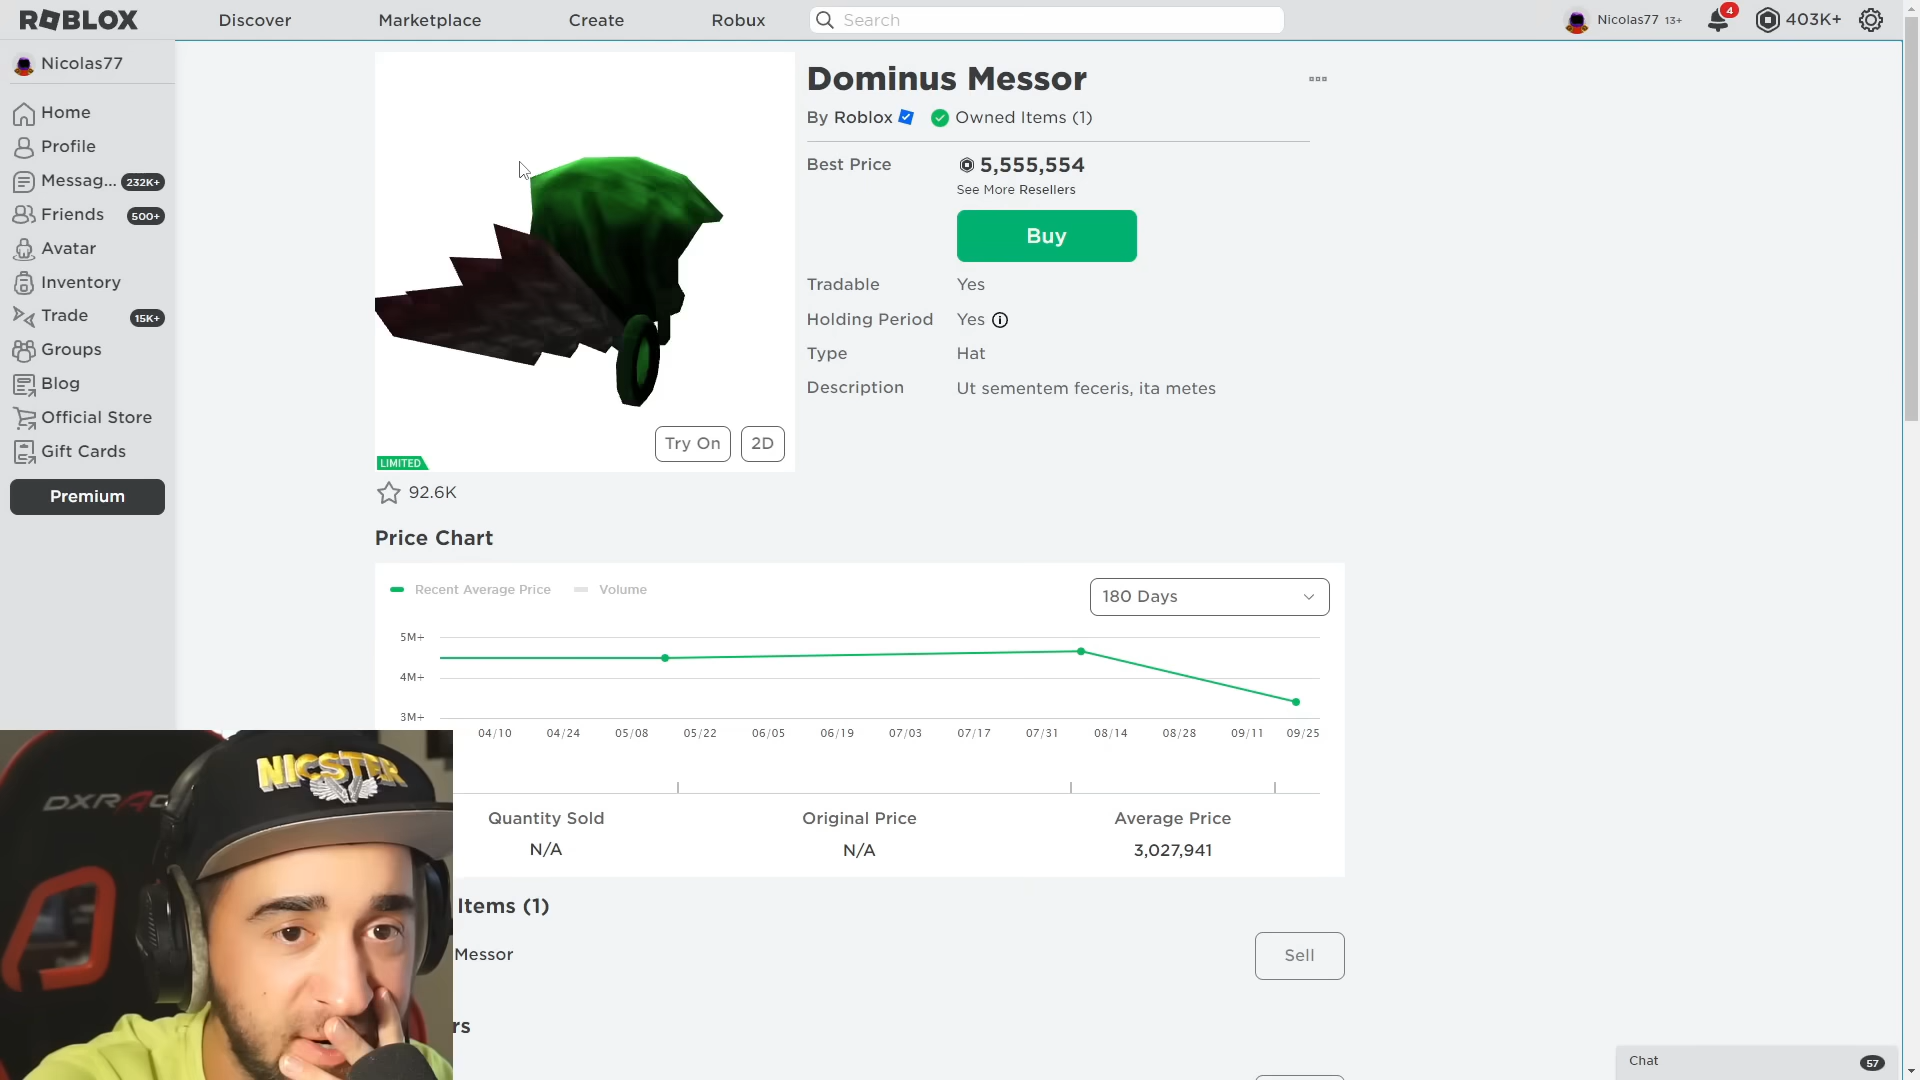 ROBLOX
Discover
Marketplace
Create
Robux
Search
Nicolas77 13+
4
403K+
Nicolas77
Home
Profile
Messag... 232K+
Friends 500+
Avatar
Inventory
Trade 15K+
Groups
Blog
Official Store
Gift Cards
Premium
Dominus Messor
By Roblox Owned Items (1)
Best Price 5,555,554
See More Resellers
Buy
Tradable Yes
Holding Period Yes
Type Hat
Description Ut sementem feceris, ita metes
Try On 2D
LIMITED
92.6K
Price Chart
Recent Average Price Volume
180 Days
5M+
4M+
3M+
04/10 04/24 05/08 05/22 06/05 06/19 07/03 07/17 07/31 08/14 08/28 09/11 09/25
Quantity Sold Original Price Average Price
N/A N/A 3,027,941
Items (1)
Messor
Sell
rs
NICSTER
DXRAC
Chat 57